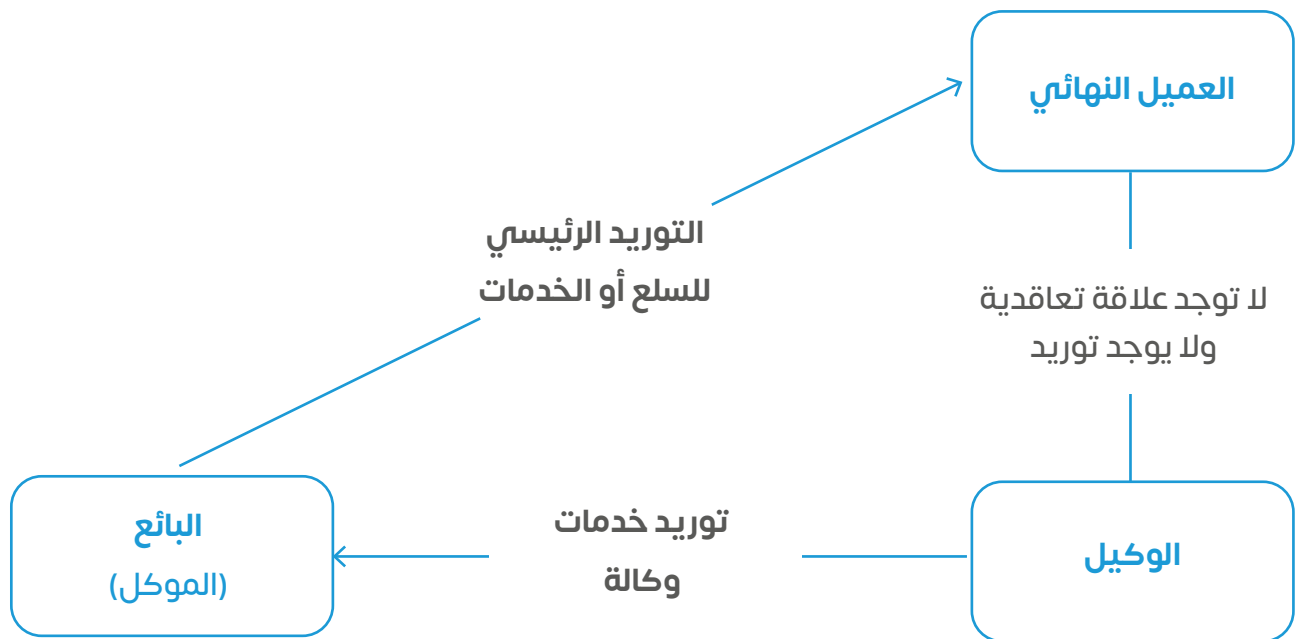 العميل النهائي
التوريد الرئيسي
للسلع أو الخدمات
لا توجد علاقة تعاقدية
ولا يوجد توريد
البائع
(الموكل)
توريد خدمات
وكالة
الوكيل